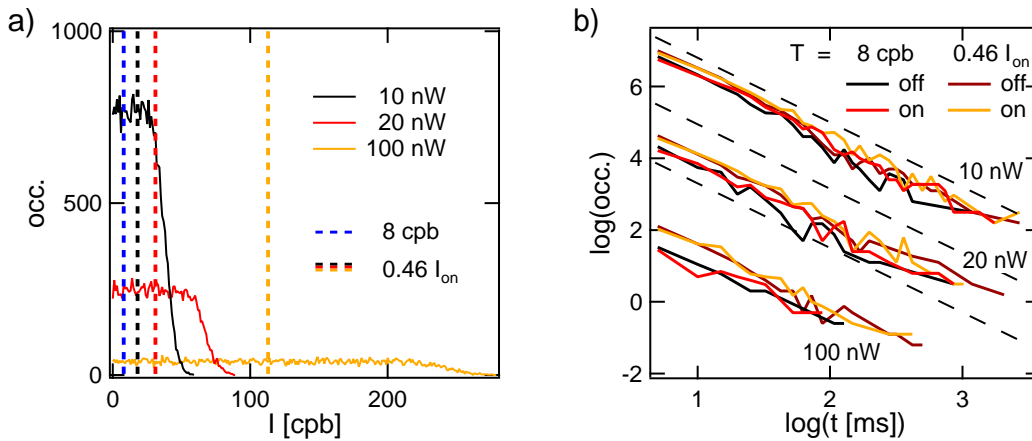 a)
1000
500
0
occ.
10 nW
20 nW
100 nW
8 cpb
0.46 I_on
0
100
200
I [cpb]
b)
6
4
2
0
-2
log(occ.)
T = 8 cpb 0.46 I_on
off off
on on
10 nW
20 nW
100 nW
1
2
3
log(t [ms])